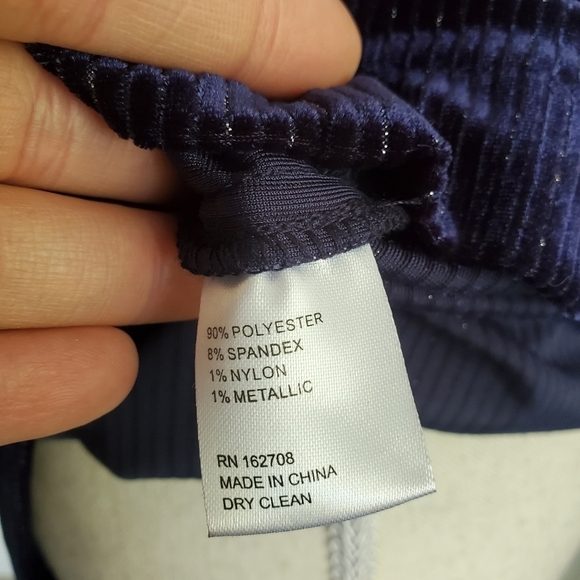 90% POLYESTER
8% SPANDEX
1% NYLON
1% METALLIC
RN 162708
MADE IN CHINA
DRY CLEAN